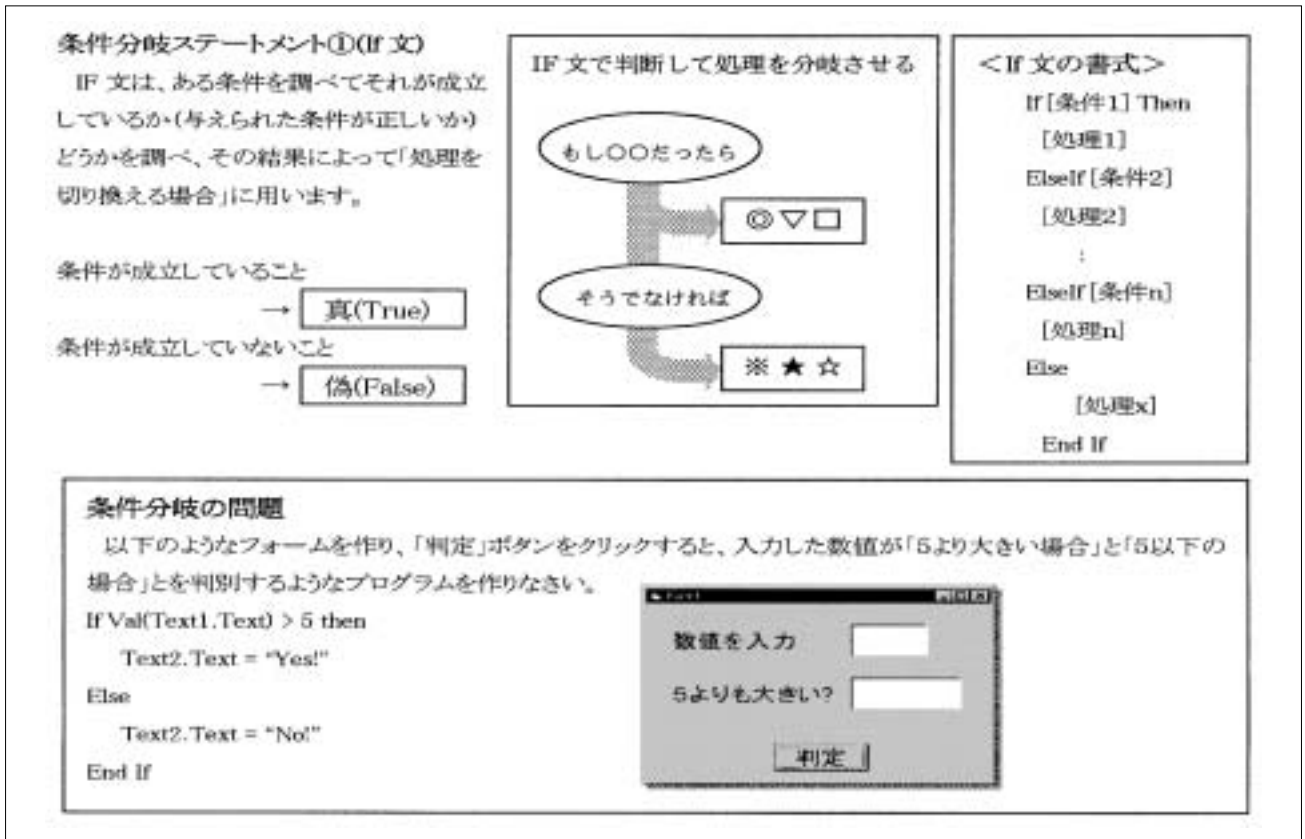 条件分岐ステートメント①(If 文)
IF 文は、ある条件を調べてそれが成立
しているか(与えられた条件が正しいか)
どうかを調べ、その結果によって「処理を
切り換える場合」に用います。
条件が成立していること
→ 真(True)
条件が成立していないこと
→ 偽(False)
IF 文で判断して処理を分岐させる
もし○○だったら
◎▽□
そうでなければ
※★☆
<If 文の書式>
If [条件1] Then
[処理1]
ElseIf [条件2]
[処理2]
:
ElseIf [条件n]
[処理n]
Else
[処理x]
End If
条件分岐の問題
以下のようなフォームを作り、「判定」ボタンをクリックすると、入力した数値が「5より大きい場合」と「5以下の
場合」とを判別するようなプログラムを作りなさい。
If Val(Text1.Text) > 5 then
Text2.Text = “Yes!”
Else
Text2.Text = “No!”
End If
Form1
数値を入力
5よりも大きい?
判定